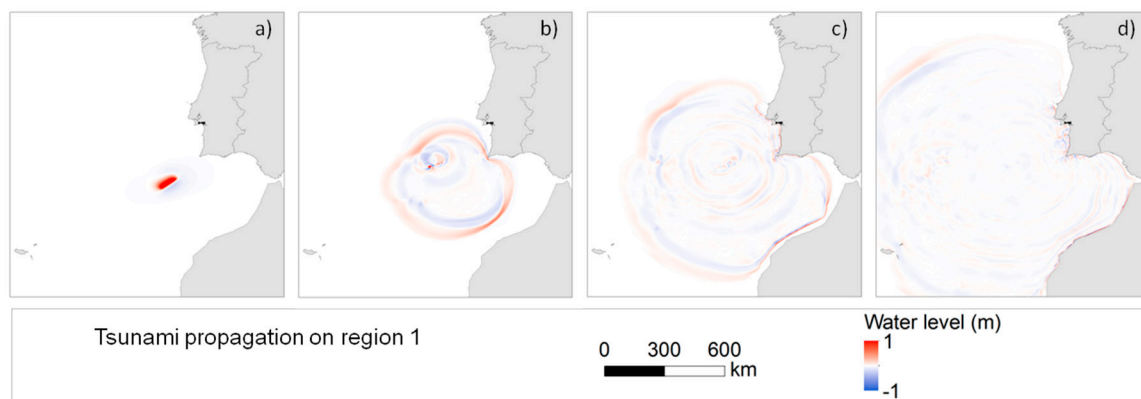 a)
b)
c)
d)
Tsunami propagation on region 1
0 300 600
km
Water level (m)
1
-1